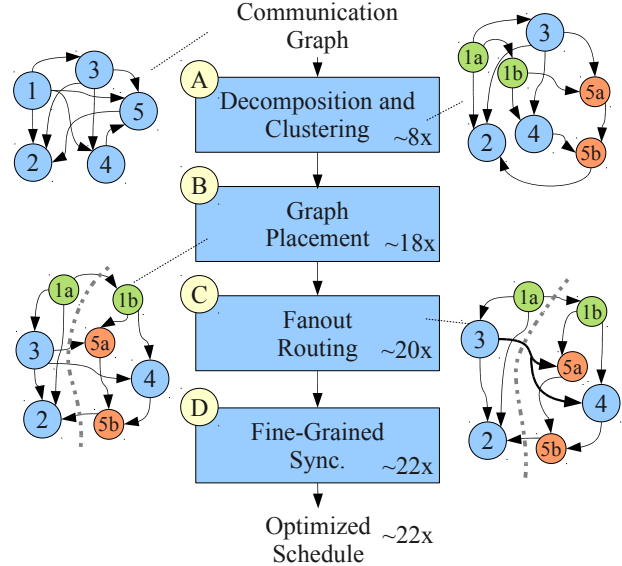 Communication
Graph
A
Decomposition and
Clustering
~8x
B
Graph
Placement
~18x
C
Fanout
Routing
~20x
D
Fine-Grained
Sync.
~22x
Optimized
Schedule
~22x
3
1
5
2
4
3
1a
1b
5a
2
4
5b
1a
1b
3
5a
4
2
5b
1a
1b
3
5a
4
2
5b